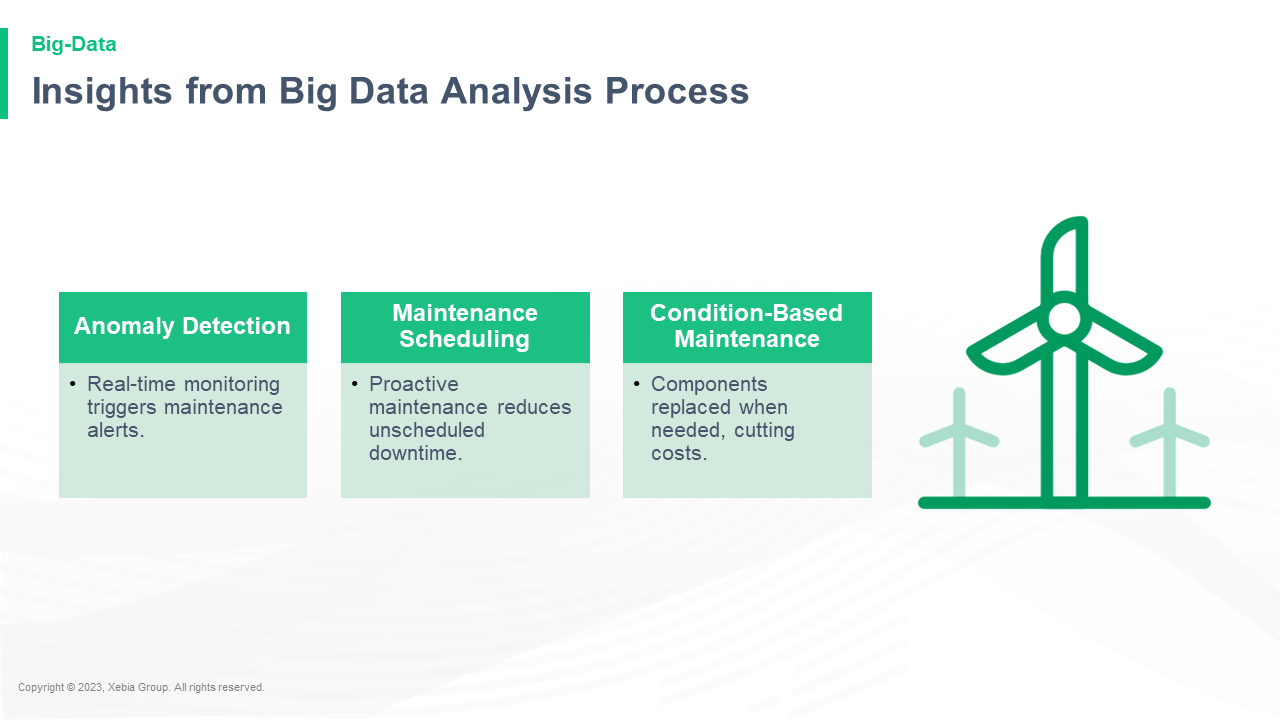 Big-Data
Insights from Big Data Analysis Process
Anomaly Detection
• Real-time monitoring
triggers maintenance
alerts.
Maintenance
Scheduling
• Proactive
maintenance reduces
unscheduled
downtime.
Condition-Based
Maintenance
• Components
replaced when
needed, cutting
costs.
Copyright © 2023, Xebia Group. All rights reserved.